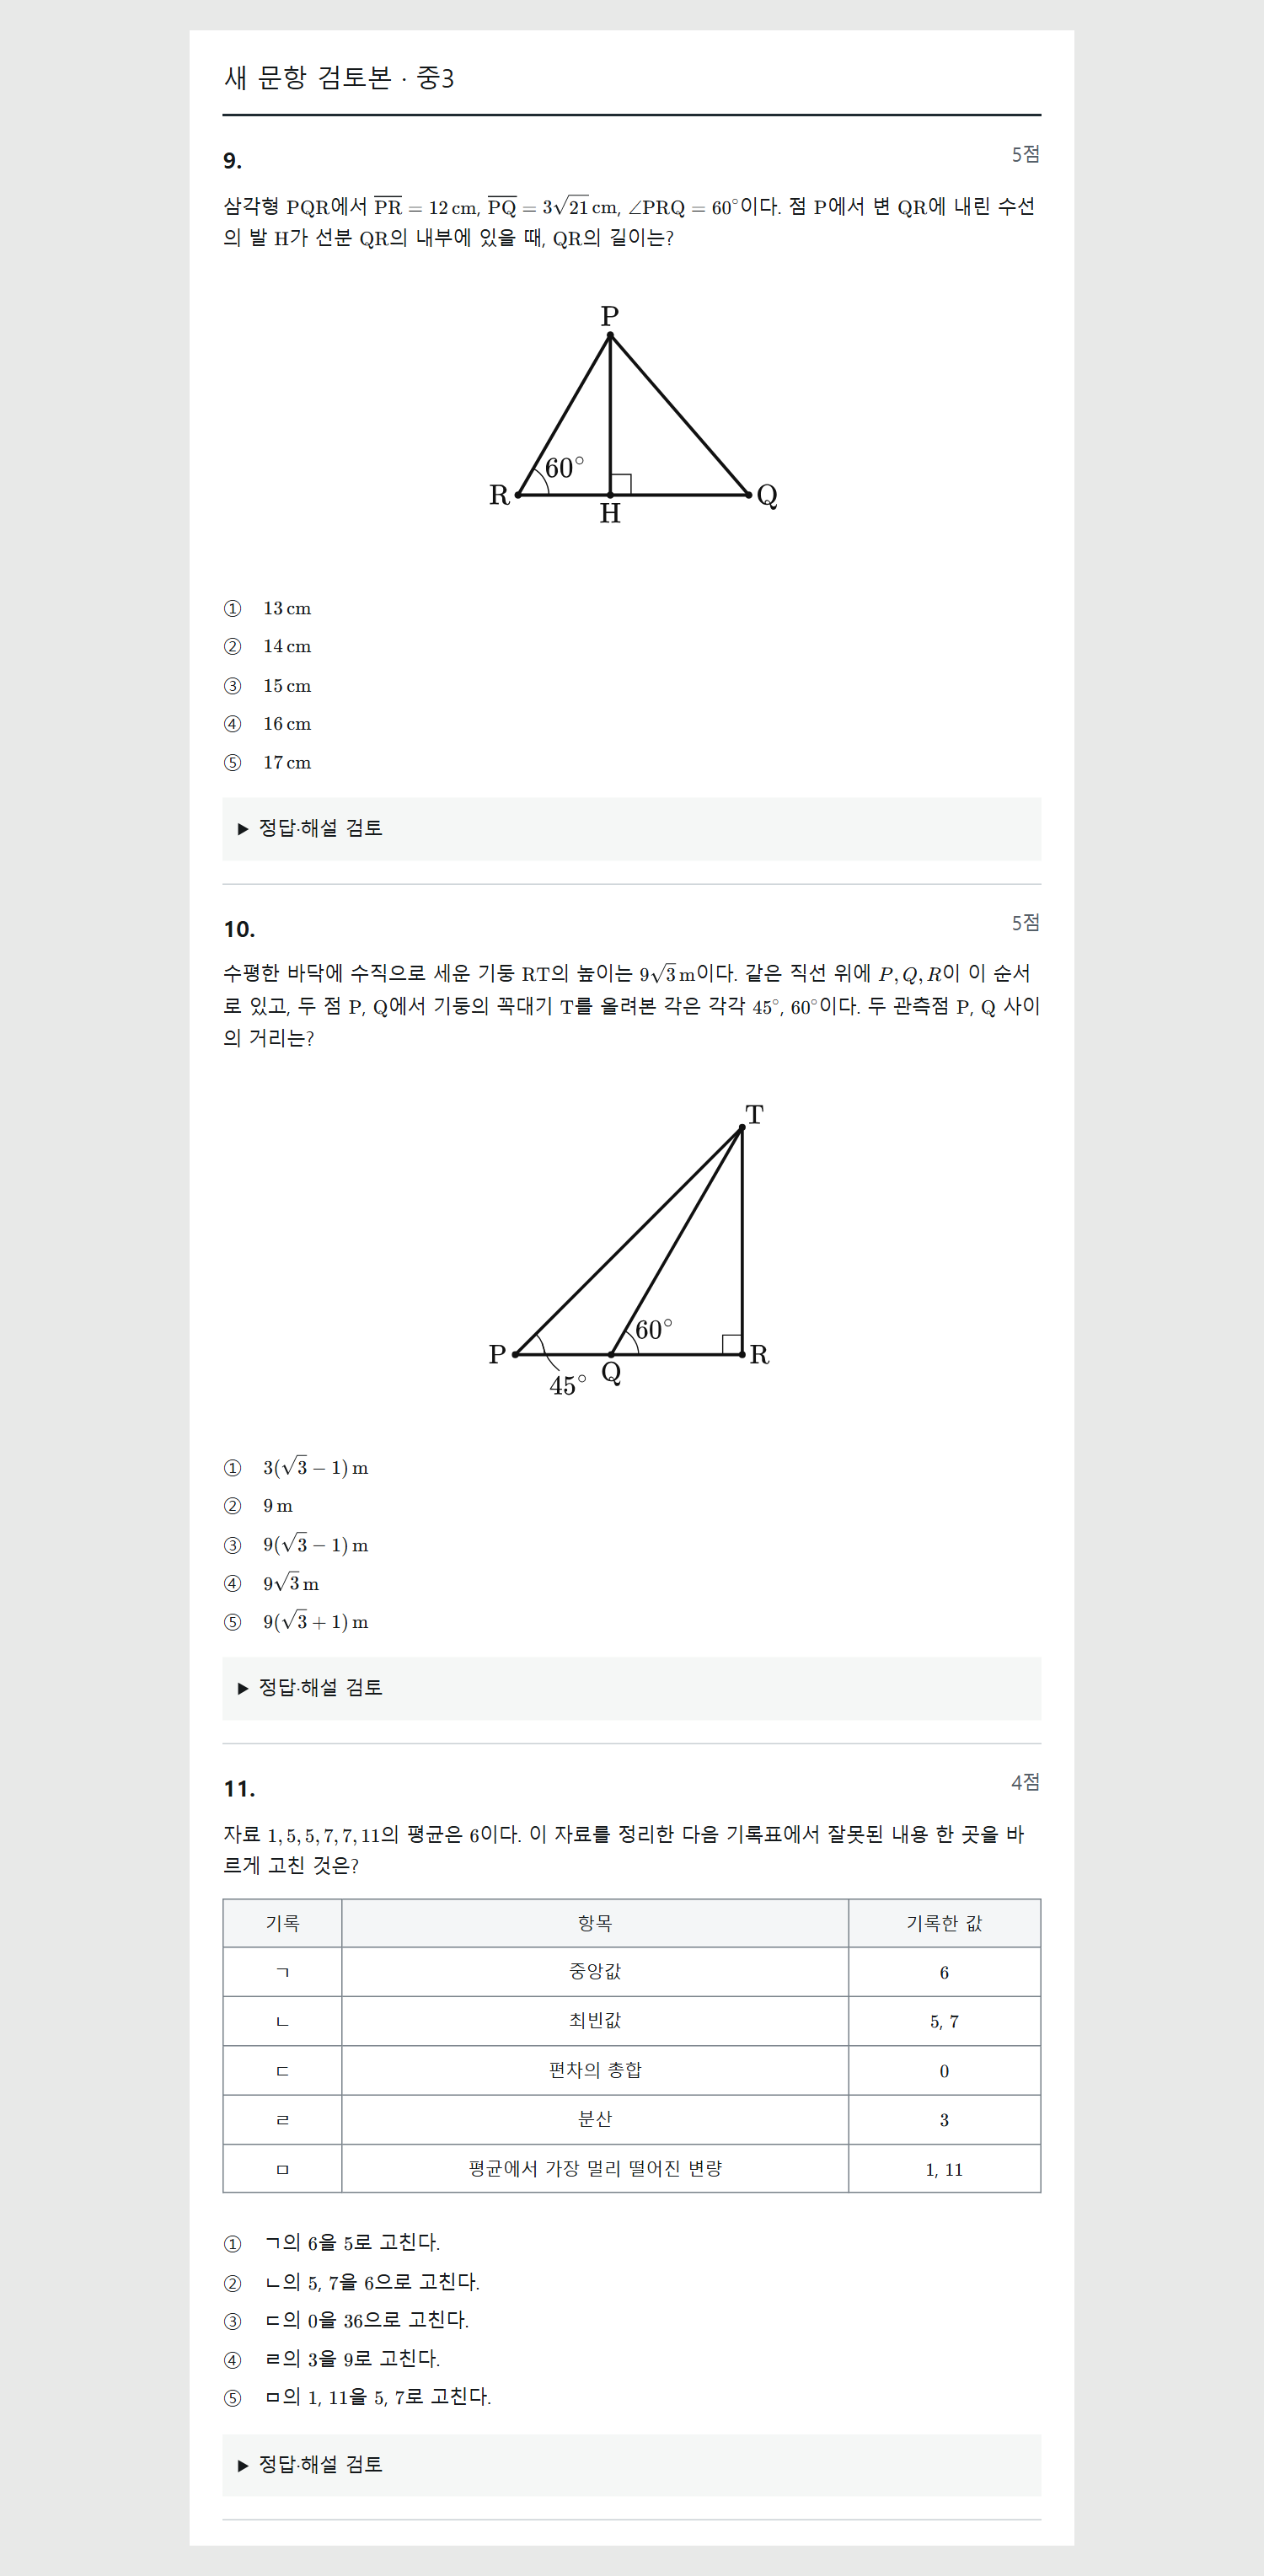 새 문항 검토본 · 중3
9.
5점
삼각형 PQR에서 PR = 12 cm, PQ = 3√21 cm, ∠PRQ = 60°이다. 점 P에서 변 QR에 내린 수선
의 발 H가 선분 QR의 내부에 있을 때, QR의 길이는?
P
60°
R
H
Q
① 13 cm
② 14 cm
③ 15 cm
④ 16 cm
⑤ 17 cm
▶ 정답·해설 검토
10.
5점
수평한 바닥에 수직으로 세운 기둥 RT의 높이는 9√3 m이다. 같은 직선 위에 P, Q, R이 이 순서
로 있고, 두 점 P, Q에서 기둥의 꼭대기 T를 올려본 각은 각각 45°, 60°이다. 두 관측점 P, Q 사이
의 거리는?
T
60°
P
R
45°
Q
① 3(√3 − 1) m
② 9 m
③ 9(√3 − 1) m
④ 9√3 m
⑤ 9(√3 + 1) m
▶ 정답·해설 검토
11.
4점
자료 1, 5, 5, 7, 7, 11의 평균은 6이다. 이 자료를 정리한 다음 기록표에서 잘못된 내용 한 곳을 바
르게 고친 것은?
기록 항목 기록한 값
ㄱ 중앙값 6
ㄴ 최빈값 5, 7
ㄷ 편차의 총합 0
ㄹ 분산 3
ㅁ 평균에서 가장 멀리 떨어진 변량 1, 11
① ㄱ의 6을 5로 고친다.
② ㄴ의 5, 7을 6으로 고친다.
③ ㄷ의 0을 36으로 고친다.
④ ㄹ의 3을 9로 고친다.
⑤ ㅁ의 1, 11을 5, 7로 고친다.
▶ 정답·해설 검토